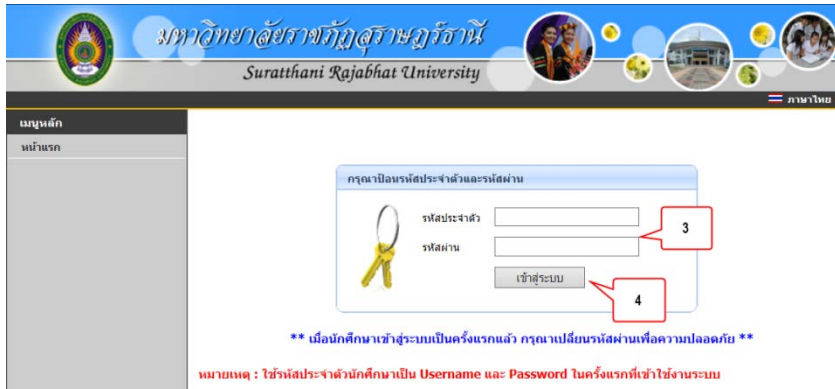 มหาวิทยาลัยราชภัฏสุราษฎร์ธานี
Suratthani Rajabhat University
ภาษาไทย
เมนูหลัก
หน้าแรก
กรุณาป้อนรหัสประจำตัวและรหัสผ่าน
รหัสประจำตัว
3
รหัสผ่าน
เข้าสู่ระบบ
4
** เมื่อนักศึกษาเข้าสู่ระบบเป็นครั้งแรกแล้ว กรุณาเปลี่ยนรหัสผ่านเพื่อความปลอดภัย **
หมายเหตุ : ใช้รหัสประจำตัวนักศึกษาเป็น Username และ Password ในครั้งแรกที่เข้าใช้งานระบบ